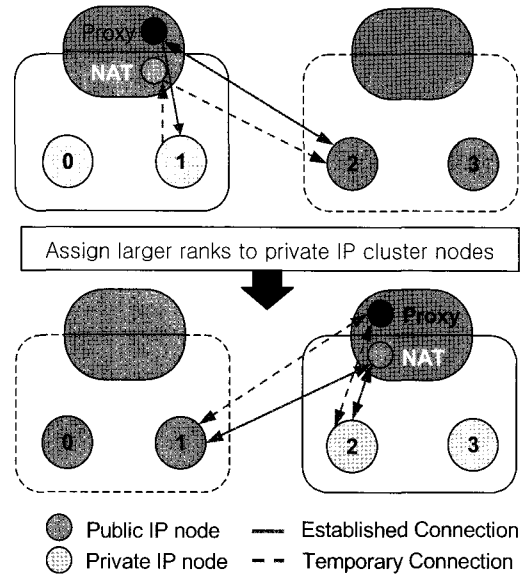 Proxy
NAT
0 1 2 3
Assign larger ranks to private IP cluster nodes
Proxy
NAT
0 1 2 3
Public IP node Established Connection
Private IP node Temporary Connection